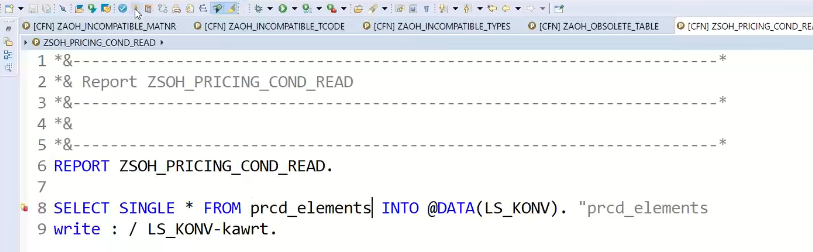 [CFN] ZAOH_INCOMPATIBLE_MATNR [CFN] ZAOH_INCOMPATIBLE_TCODE [CFN] ZAOH_INCOMPATIBLE_TYPES [CFN] ZAOH_OBSOLETE_TABLE [CFN] ZSOH_PRICING_COND_REA
ZSOH_PRICING_COND_READ
1 *&---------------------------------------------------------------------*
2 *& Report ZSOH_PRICING_COND_READ
3 *&---------------------------------------------------------------------*
4 *&
5 *&---------------------------------------------------------------------*
6 REPORT ZSOH_PRICING_COND_READ.
7
8 SELECT SINGLE * FROM prcd_elements INTO @DATA(LS_KONV). "prcd_elements
9 write : / LS_KONV-kawrt.